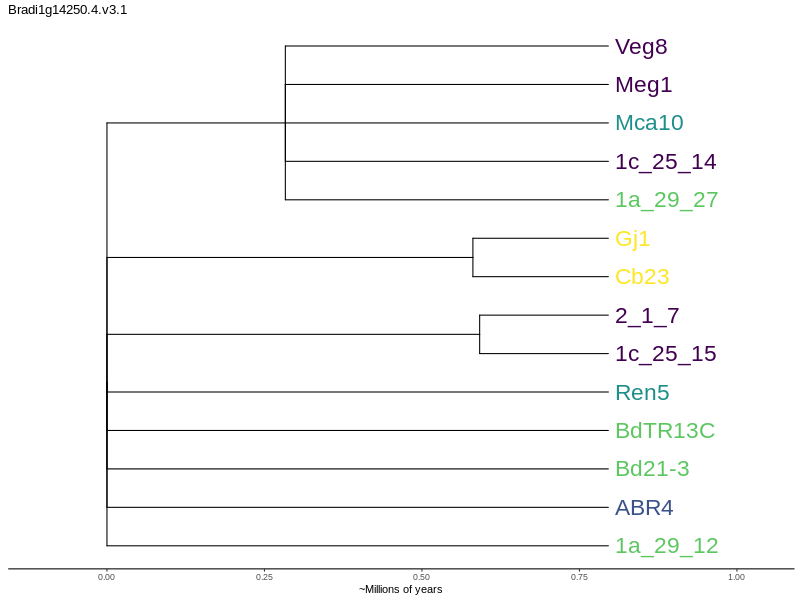 Bradi1g14250.4.v3.1
Veg8
Meg1
Mca10
1c_25_14
1a_29_27
Gj1
Cb23
2_1_7
1c_25_15
Ren5
BdTR13C
Bd21-3
ABR4
1a_29_12
0.00 0.25 0.50 0.75 1.00
~Millions of years